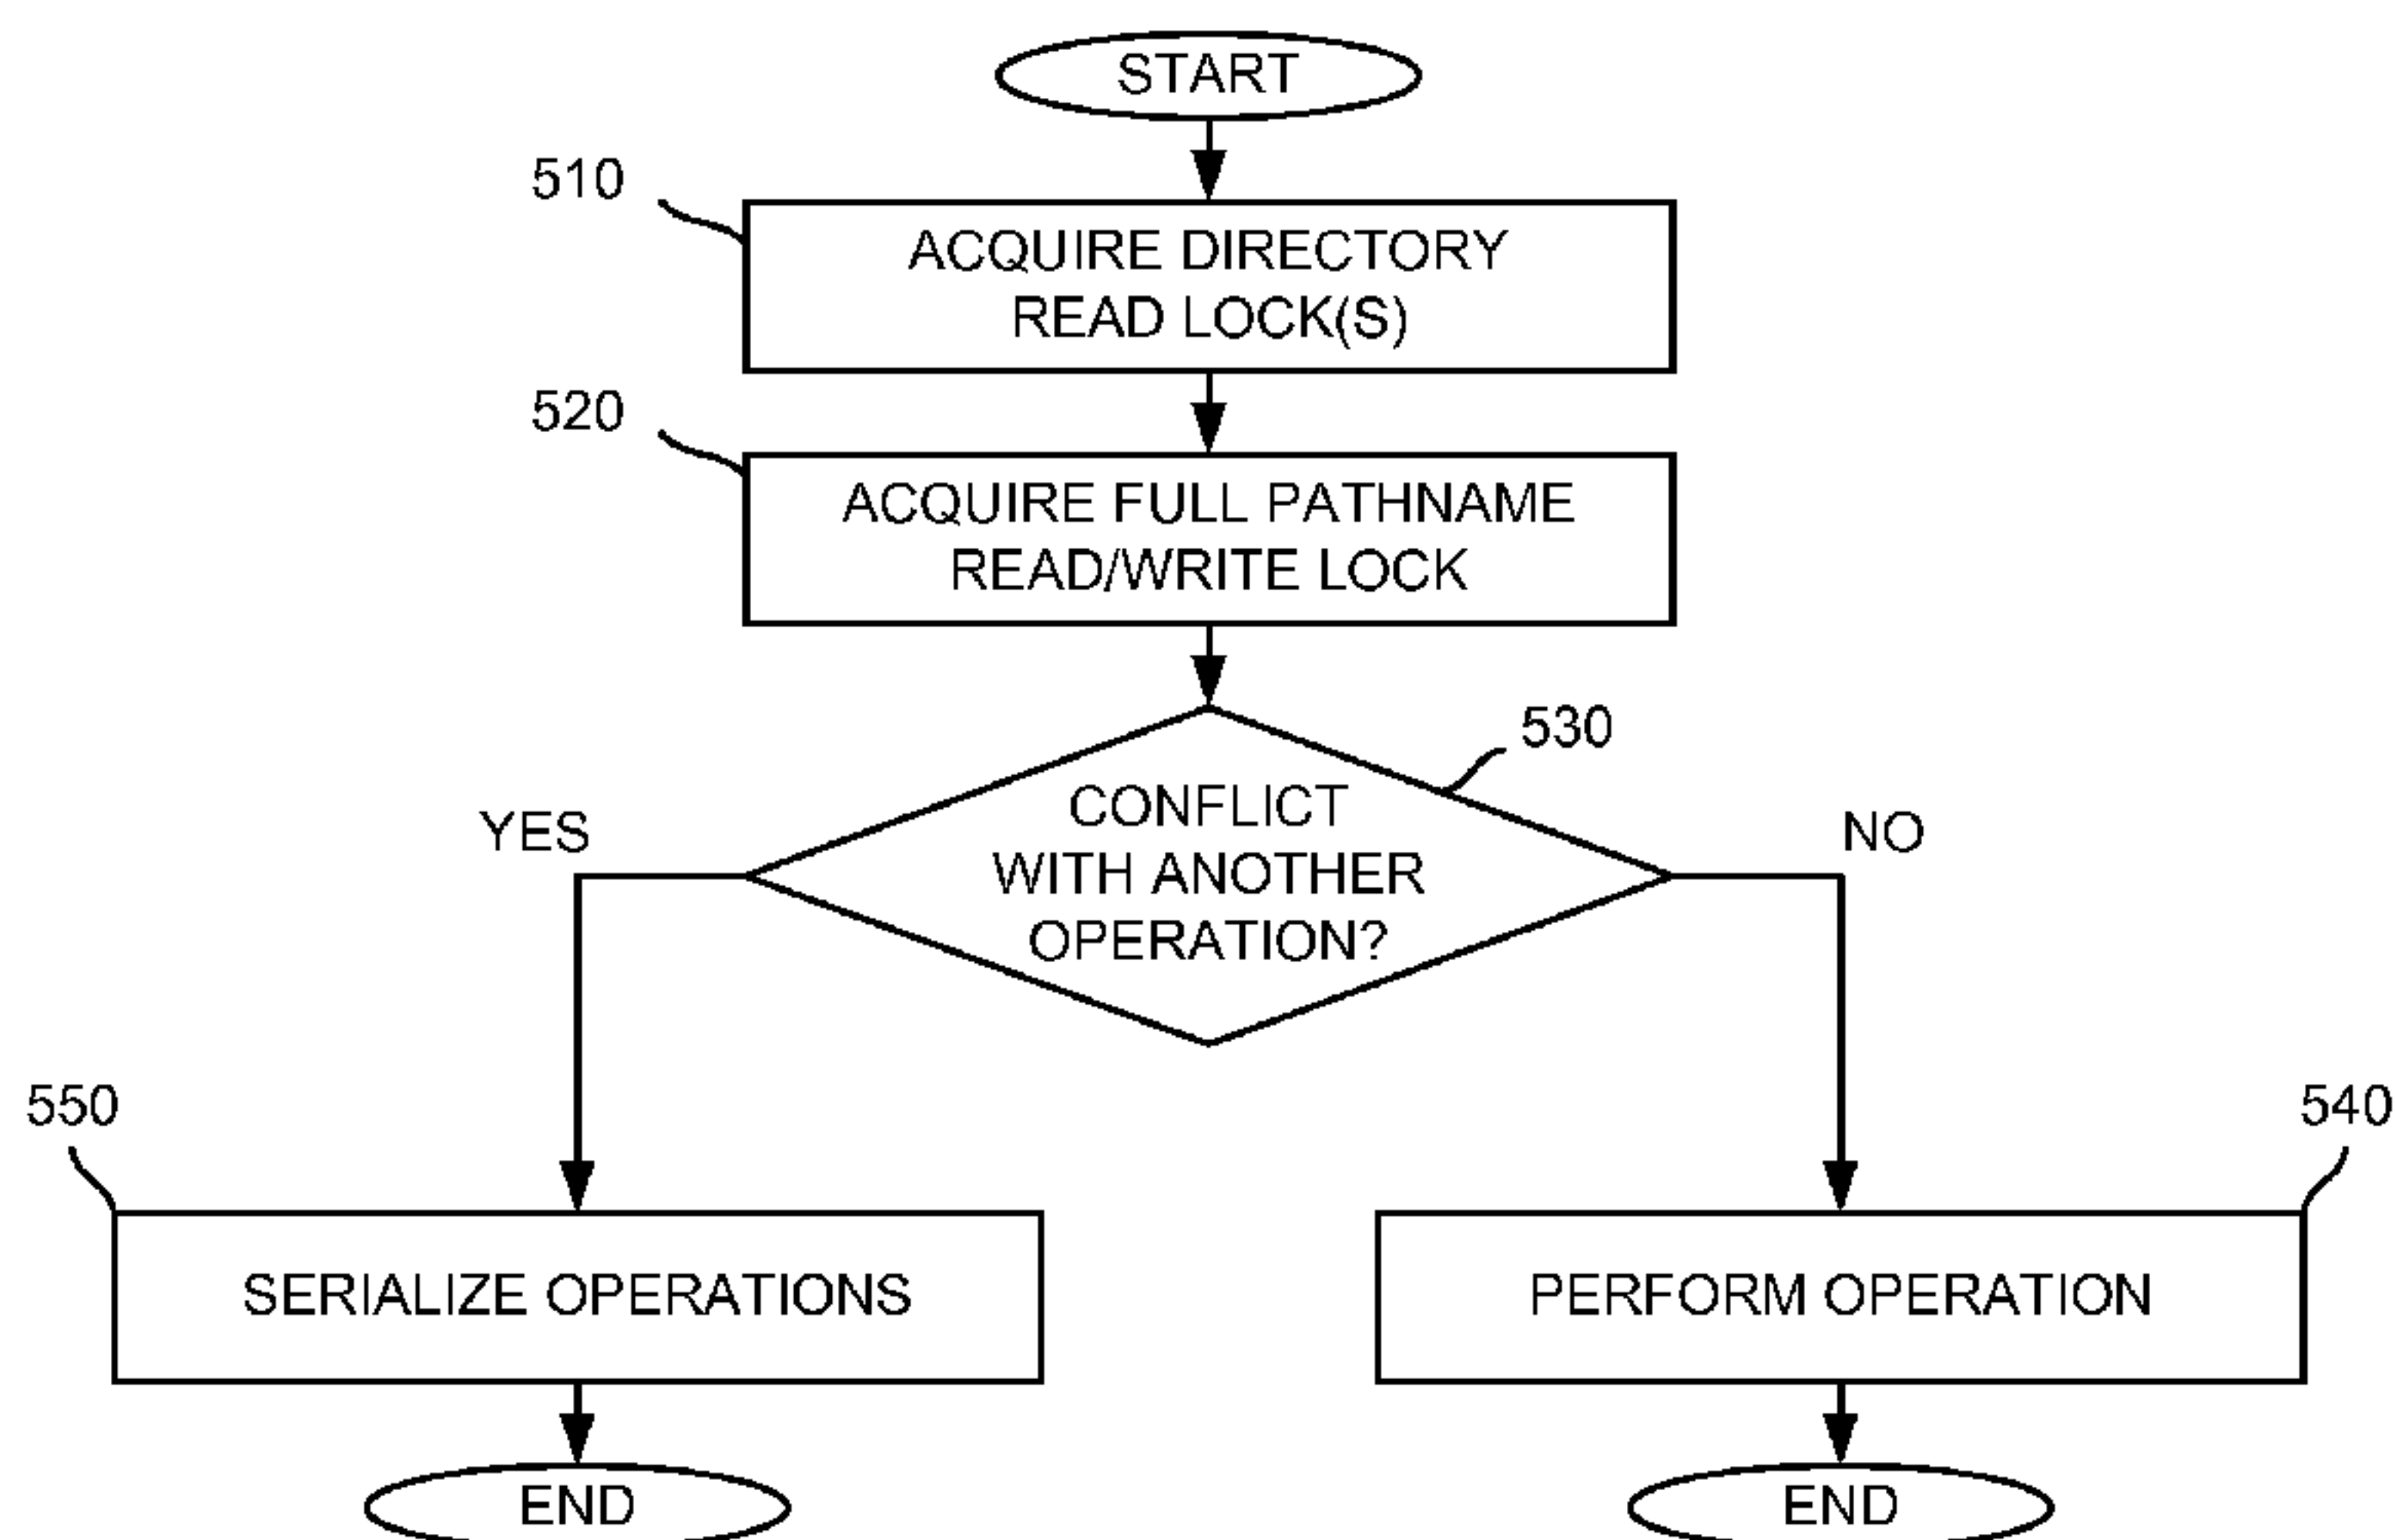 START
510
ACQUIRE DIRECTORY
READ LOCK(S)
520
ACQUIRE FULL PATHNAME
READ/WRITE LOCK
530
CONFLICT
WITH ANOTHER
OPERATION?
YES
NO
550
540
SERIALIZE OPERATIONS
PERFORM OPERATION
END
END